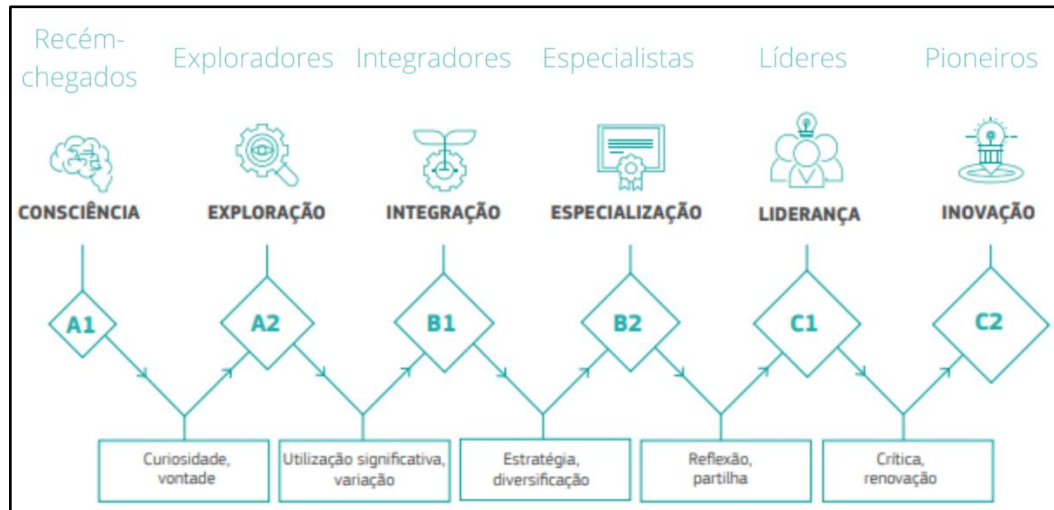 Recém-
chegados
Exploradores
Integradores
Especialistas
Líderes
Pioneiros
CONSCIÊNCIA
EXPLORAÇÃO
INTEGRAÇÃO
ESPECIALIZAÇÃO
LIDERANÇA
INOVAÇÃO
A1
A2
B1
B2
C1
C2
Curiosidade,
vontade
Utilização significativa,
variação
Estratégia,
diversificação
Reflexão,
partilha
Crítica,
renovação